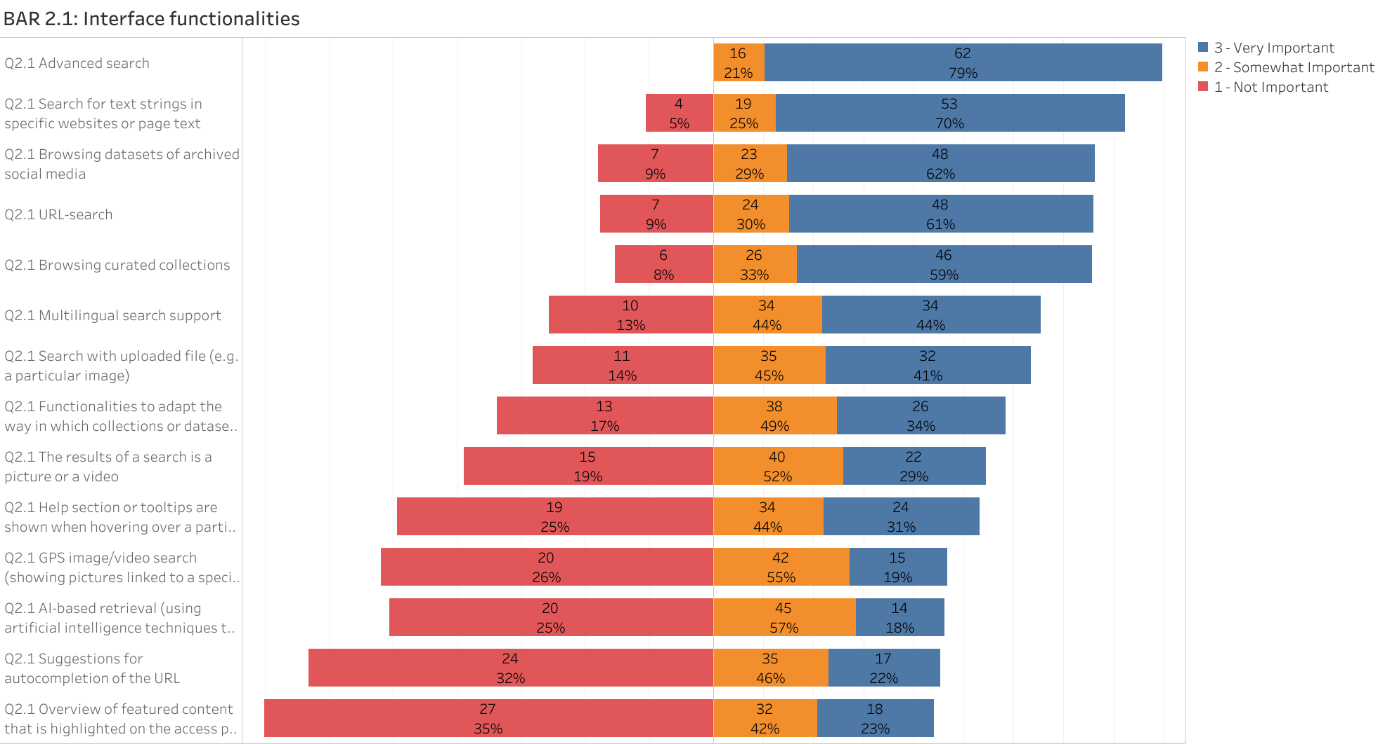 BAR 2.1: Interface functionalities
3 - Very Important
2 - Somewhat Important
1 - Not Important
Q2.1 Advanced search
16 62
21% 79%
Q2.1 Search for text strings in
specific websites or page text
4 19 53
5% 25% 70%
Q2.1 Browsing datasets of archived
social media
7 23 48
9% 29% 62%
Q2.1 URL-search
7 24 48
9% 30% 61%
Q2.1 Browsing curated collections
6 26 46
8% 33% 59%
Q2.1 Multilingual search support
10 34 34
13% 44% 44%
Q2.1 Search with uploaded file (e.g.
a particular image)
11 35 32
14% 45% 41%
Q2.1 Functionalities to adapt the
way in which collections or datase..
13 38 26
17% 49% 34%
Q2.1 The results of a search is a
picture or a video
15 40 22
19% 52% 29%
Q2.1 Help section or tooltips are
shown when hovering over a parti..
19 34 24
25% 44% 31%
Q2.1 GPS image/video search
(showing pictures linked to a speci..
20 42 15
26% 55% 19%
Q2.1 AI-based retrieval (using
artificial intelligence techniques t..
20 45 14
25% 57% 18%
Q2.1 Suggestions for
autocompletion of the URL
24 35 17
32% 46% 22%
Q2.1 Overview of featured content
that is highlighted on the access p..
27 32 18
35% 42% 23%